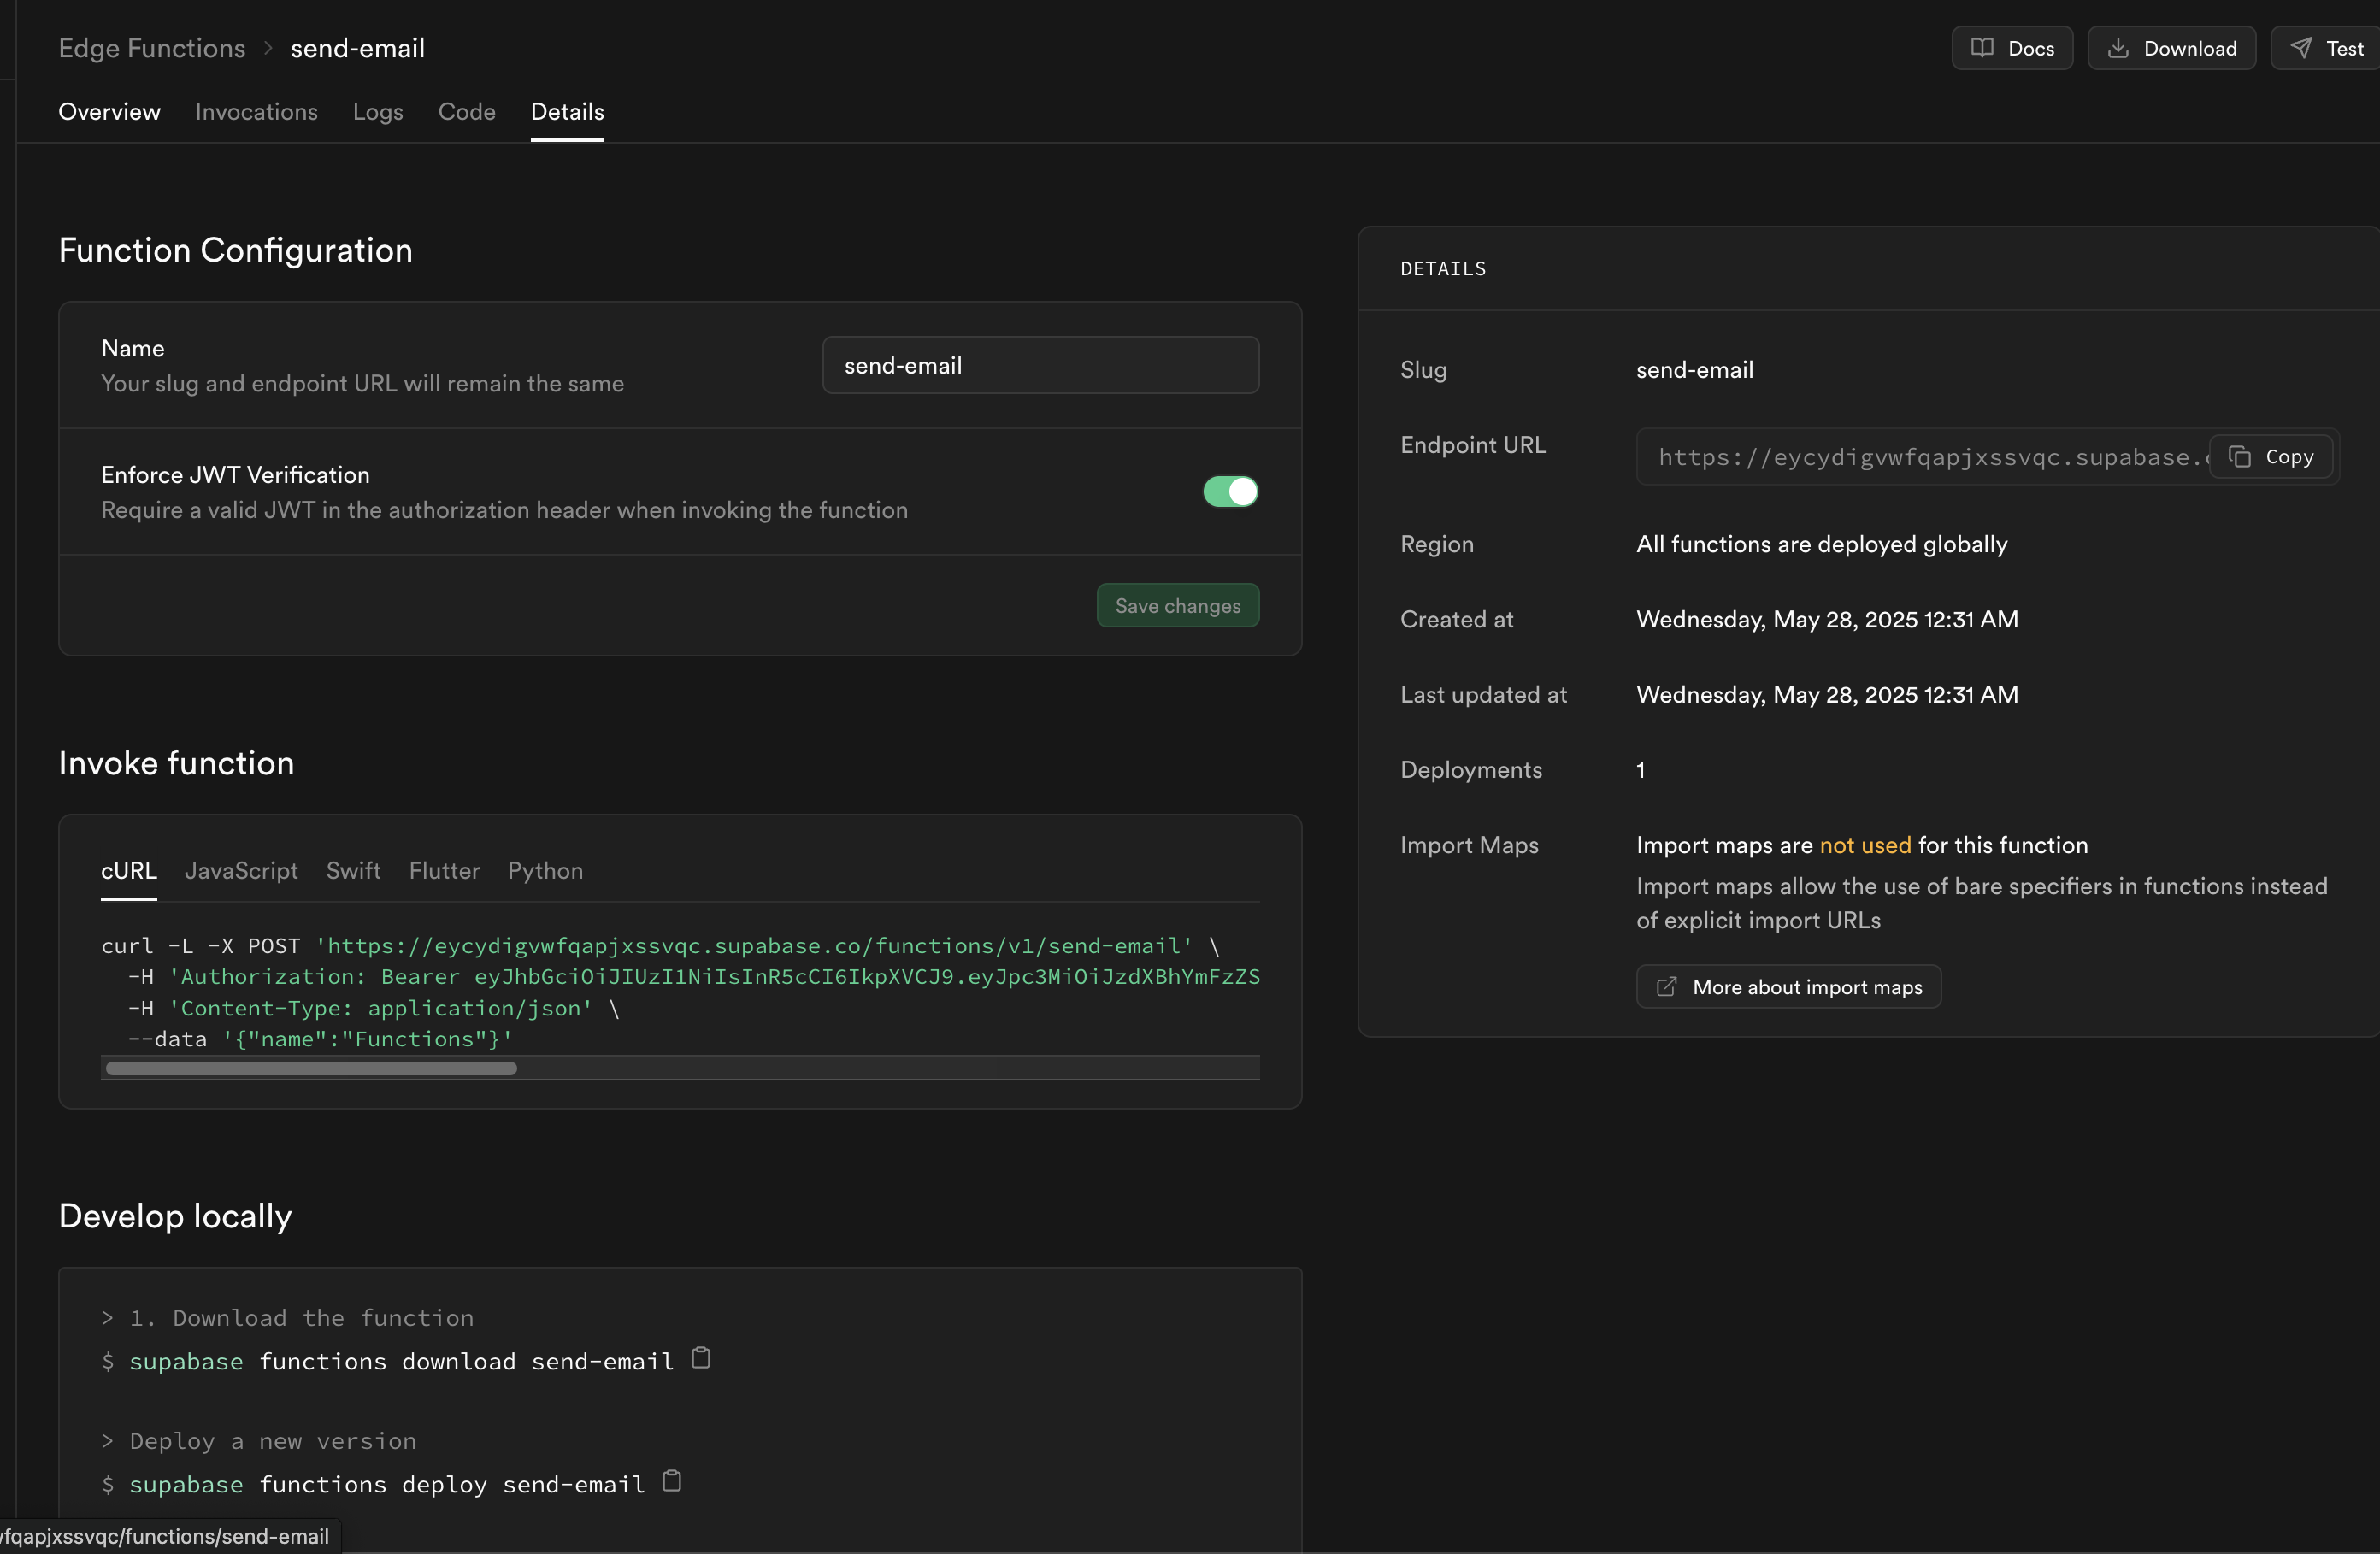 Edge Functions > send-email
Docs
Download
Test
Overview
Invocations
Logs
Code
Details
Function Configuration
Name
Your slug and endpoint URL will remain the same
send-email
Enforce JWT Verification
Require a valid JWT in the authorization header when invoking the function
Save changes
Invoke function
cURL
JavaScript
Swift
Flutter
Python
curl -L -X POST 'https://eycydigvwfqapjxssvqc.supabase.co/functions/v1/send-email' \
-H 'Authorization: Bearer eyJhbGciOiJIUzI1NiIsInR5cCI6IkpXVCJ9.eyJpc3MiOiJzdXBhYmFzZS
-H 'Content-Type: application/json' \
--data '{"name":"Functions"}'
Develop locally
> 1. Download the function
$ supabase functions download send-email
> Deploy a new version
$ supabase functions deploy send-email
DETAILS
Slug
send-email
Endpoint URL
https://eycydigvwfqapjxssvqc.supabase.
Copy
Region
All functions are deployed globally
Created at
Wednesday, May 28, 2025 12:31 AM
Last updated at
Wednesday, May 28, 2025 12:31 AM
Deployments
1
Import Maps
Import maps are not used for this function
Import maps allow the use of bare specifiers in functions instead
of explicit import URLs
More about import maps
fqapjxssvqc/functions/send-email